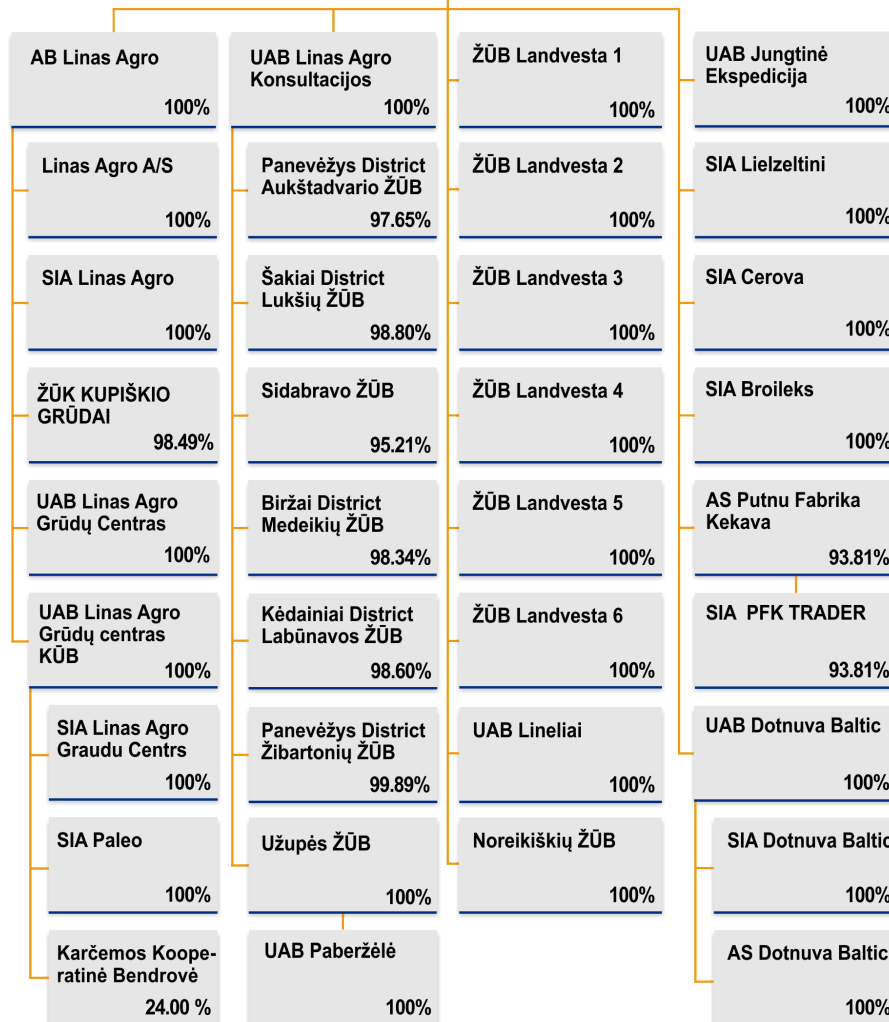 AB Linas Agro
100%
Linas Agro A/S
100%
SIA Linas Agro
100%
ŽŪK KUPIŠKIO
GRŪDAI
98.49%
UAB Linas Agro
Grūdų Centras
100%
UAB Linas Agro
Grūdų centras
KŪB
100%
SIA Linas Agro
Graudu Centrs
100%
SIA Paleo
100%
Karčemos Koope-
ratinė Bendrovė
24.00 %
UAB Linas Agro
Konsultacijos
100%
Panevėžys District
Aukštadvario ŽŪB
97.65%
Šakiai District
Lukšių ŽŪB
98.80%
Sidabravo ŽŪB
95.21%
Biržai District
Medeikių ŽŪB
98.34%
Kėdainiai District
Labūnavos ŽŪB
98.60%
Panevėžys District
Žibartonių ŽŪB
99.89%
Užupės ŽŪB
100%
UAB Paberžėlė
100%
ŽŪB Landvesta 1
100%
ŽŪB Landvesta 2
100%
ŽŪB Landvesta 3
100%
ŽŪB Landvesta 4
100%
ŽŪB Landvesta 5
100%
ŽŪB Landvesta 6
100%
UAB Lineliai
100%
Noreikiškių ŽŪB
100%
UAB Jungtinė
Ekspedicija
100%
SIA Lielzeltini
100%
SIA Cerova
100%
SIA Broileks
100%
AS Putnu Fabrika
Kekava
93.81%
SIA PFK TRADER
93.81%
UAB Dotnuva Baltic
100%
SIA Dotnuva Baltic
100%
AS Dotnuva Baltic
100%